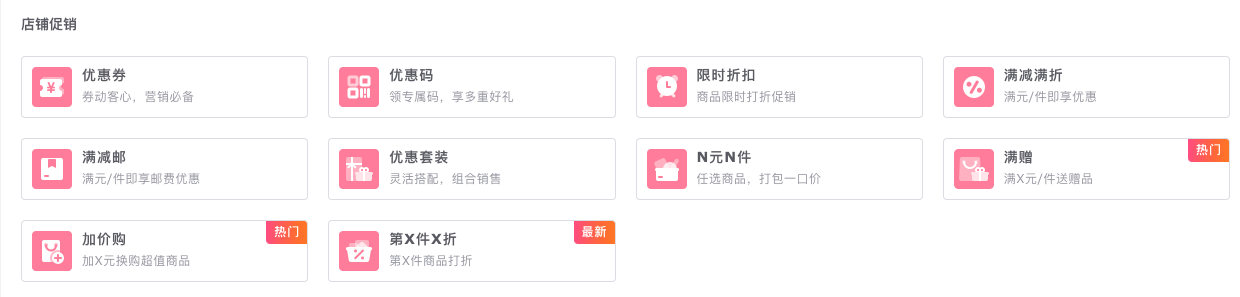 店铺促销
优惠券
券动客心，营销必备
优惠码
领专属码，享多重好礼
限时折扣
商品限时打折促销
满减满折
满元/件即享优惠
满减邮
满元/件即享邮费优惠
优惠套装
灵活搭配，组合销售
N元N件
任选商品，打包一口价
热门
满赠
满X元/件送赠品
热门
加价购
加X元换购超值商品
最新
第X件X折
第X件商品打折